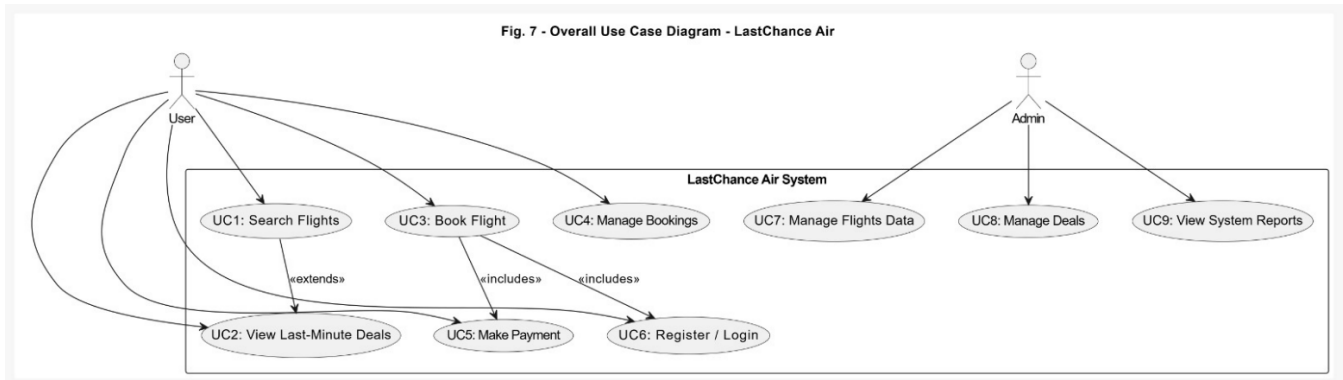 Fig. 7 - Overall Use Case Diagram - LastChance Air
User
Admin
LastChance Air System
UC1: Search Flights
UC3: Book Flight
UC4: Manage Bookings
UC7: Manage Flights Data
UC8: Manage Deals
UC9: View System Reports
«extends»
«includes»
«includes»
UC2: View Last-Minute Deals
UC5: Make Payment
UC6: Register / Login